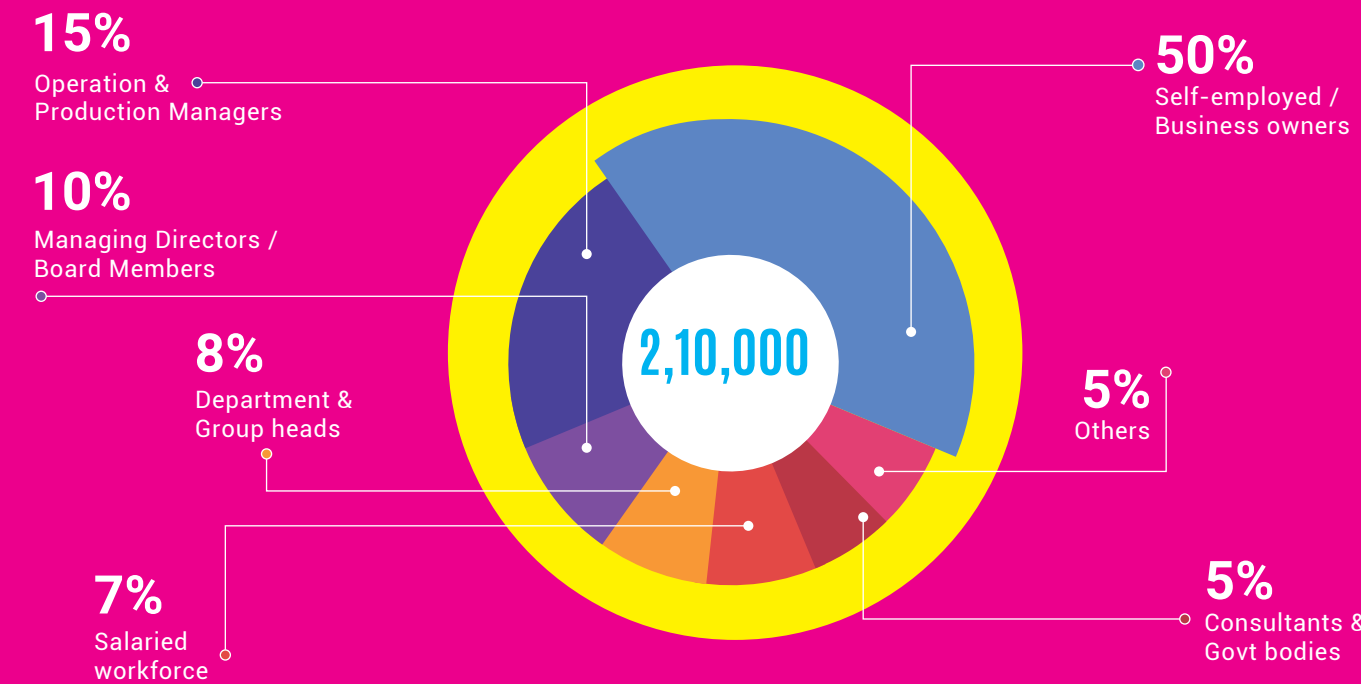 15%
Operation &
Production Managers
10%
Managing Directors /
Board Members
8%
Department &
Group heads
7%
Salaried
workforce
2,10,000
50%
Self-employed /
Business owners
5%
Others
5%
Consultants &
Govt bodies